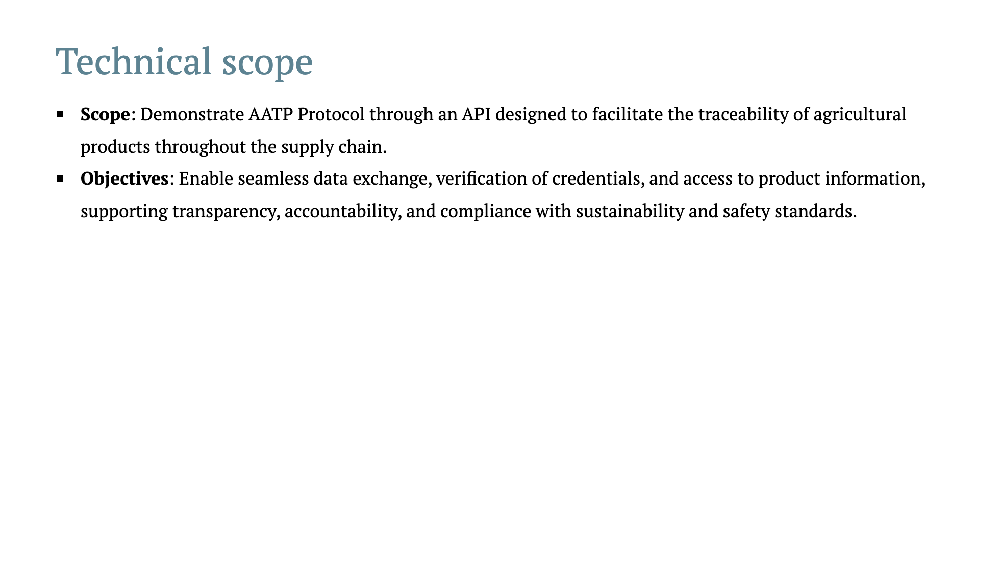 Technical scope
▪ Scope: Demonstrate AATP Protocol through an API designed to facilitate the traceability of agricultural
products throughout the supply chain.
▪ Objectives: Enable seamless data exchange, verification of credentials, and access to product information,
supporting transparency, accountability, and compliance with sustainability and safety standards.